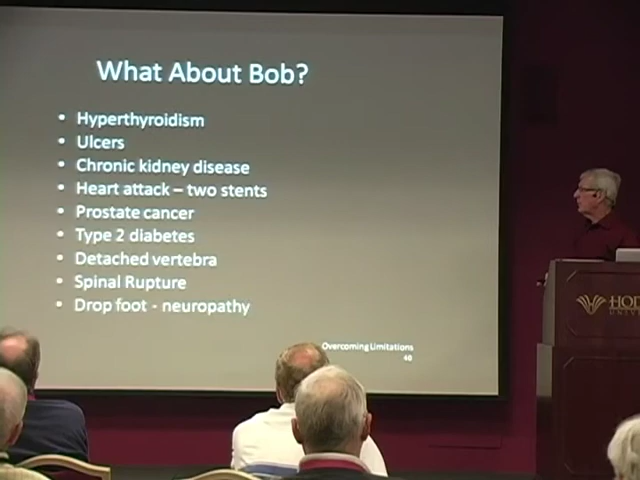 What About Bob?
• Hyperthyroidism
• Ulcers
• Chronic kidney disease
• Heart attack – two stents
• Prostate cancer
• Type 2 diabetes
• Detached vertebra
• Spinal Rupture
• Drop foot - neuropathy
Overcoming Limitations
40
HOD